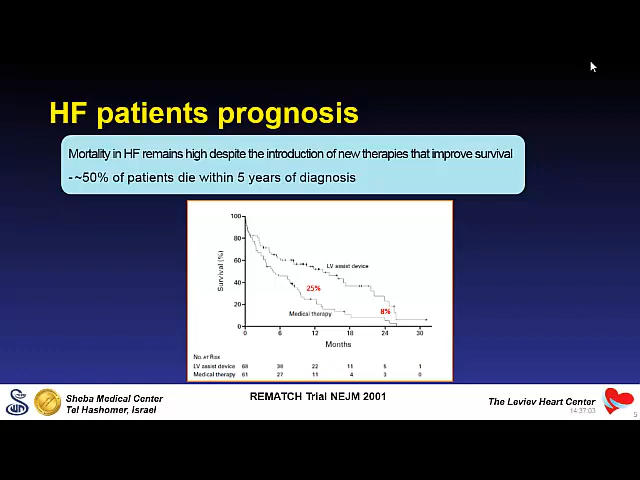 HF patients prognosis
Mortality in HF remains high despite the introduction of new therapies that improve survival
-~50% of patients die within 5 years of diagnosis
100
80
60
40
20
0
Survival (%)
LV assist device
25%
Medical therapy
8%
0 6 12 18 24 30
Months
No. at Risk
LV assist device 68 38 22 11 5 1
Medical therapy 61 27 11 4 3 0
Sheba Medical Center
Tel Hashomer, Israel
REMATCH Trial NEJM 2001
The Leviev Heart Center
14:37:03
5